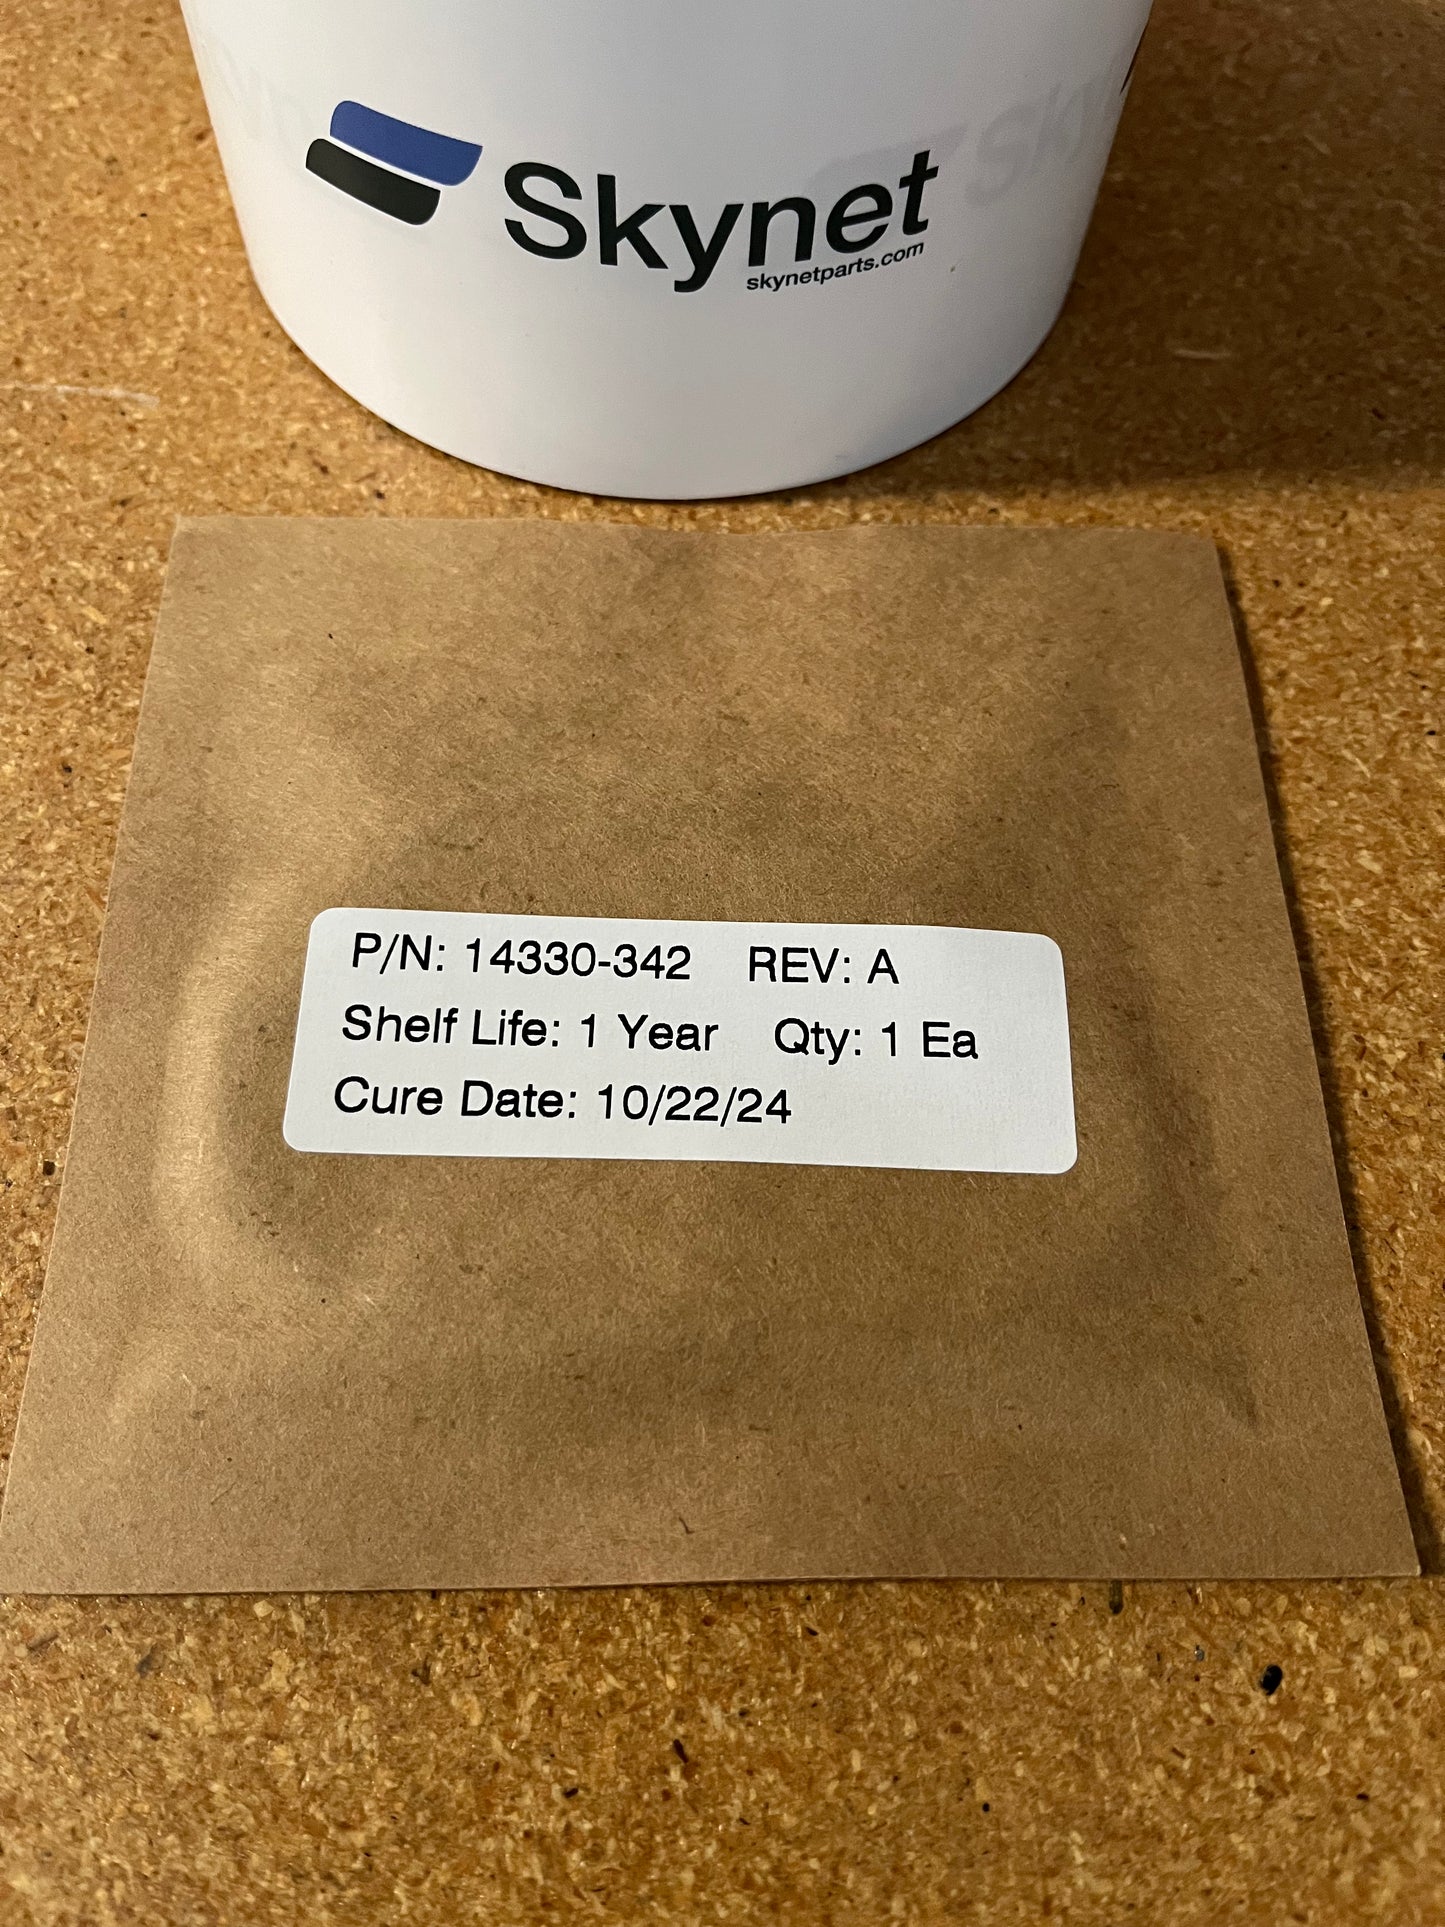 Skynet
skynetparts.com
P/N: 14330-342 REV: A
Shelf Life: 1 Year Qty: 1 Ea
Cure Date: 10/22/24